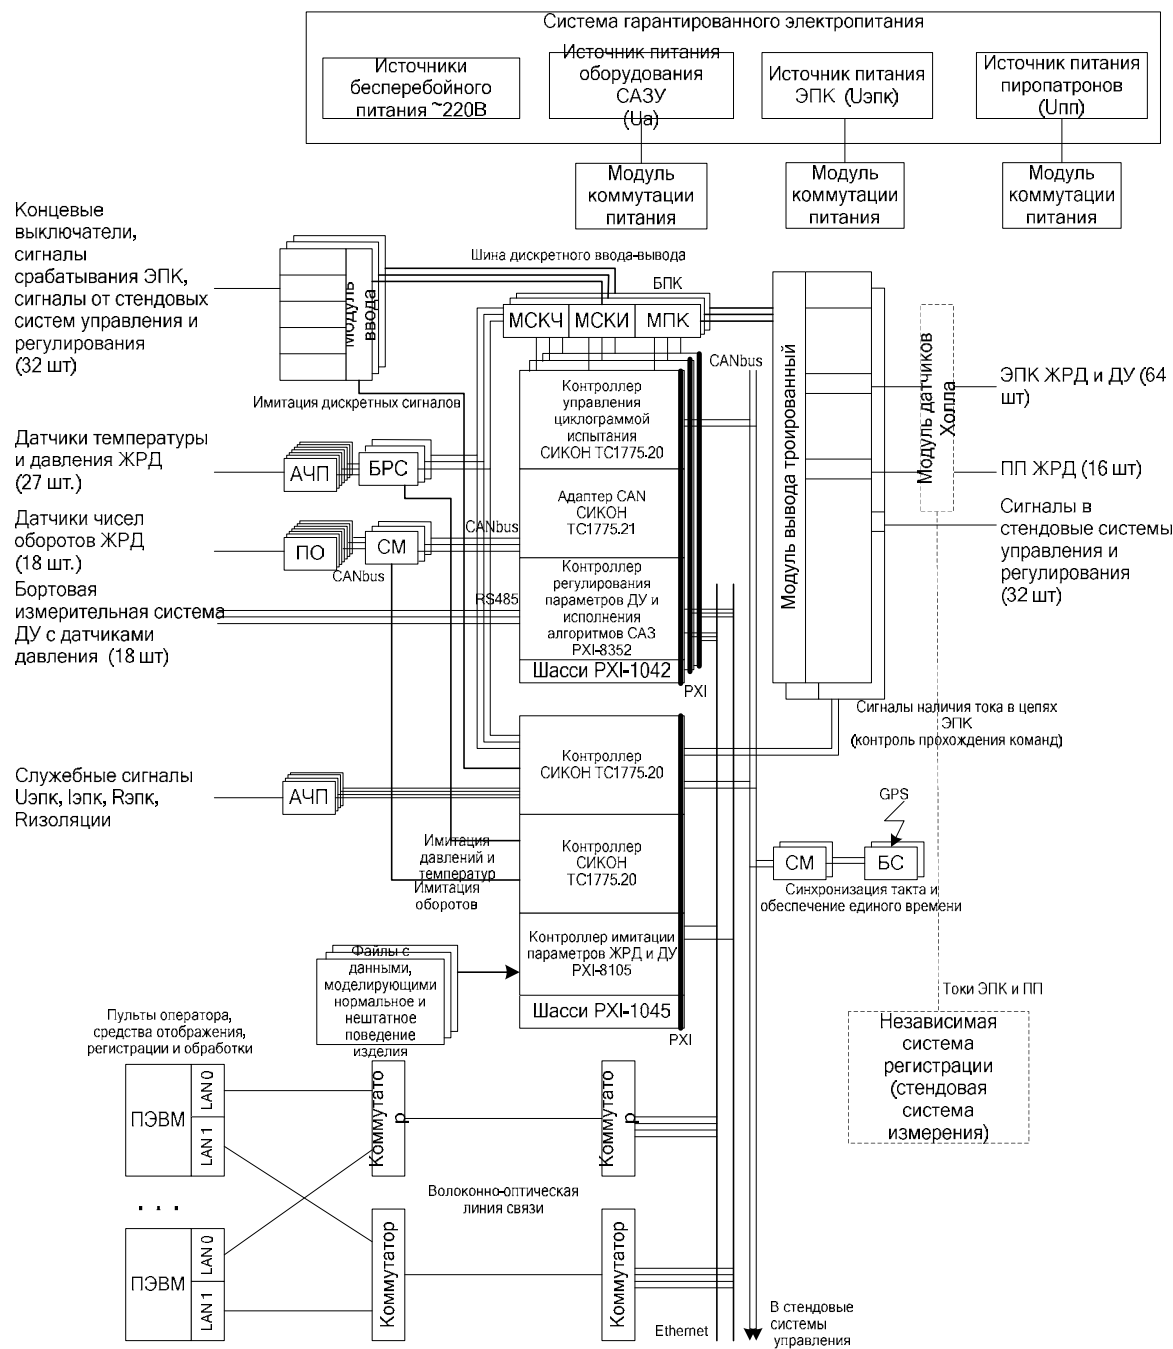 Система гарантированного электропитания
Источники
бесперебойного
питания ~220В
Источник питания
оборудования
САЗУ
(Uа)
Источник питания
ЭПК (Uэпк)
Источник питания
пиропатронов
(Uпп)
Модуль
коммутации
питания
Модуль
коммутации
питания
Модуль
коммутации
питания
Концевые
выключатели,
сигналы
срабатывания ЭПК,
сигналы от стендовых
систем управления и
регулирования
(32 шт)
Модуль
ввода
Шина дискретного ввода-вывода
БПК
МСКЧ
МСКИ
МПК
CANbus
Имитация дискретных сигналов
Контроллер
управления
циклограммой
испытания
СИКОН ТС1775.20
Адаптер CAN
СИКОН
ТС1775.21
Контроллер
регулирования
параметров ДУ и
исполнения
алгоритмов САЗ
PXI-8352
Шасси PXI-1042
PXI
Модуль вывода троированный
Модуль датчиков
Холла
ЭПК ЖРД и ДУ (64
шт)
ПП ЖРД (16 шт)
Сигналы в
стендовые системы
управления и
регулирования
(32 шт)
Датчики температуры
и давления ЖРД
(27 шт.)
АЧП
БРС
Датчики чисел
оборотов ЖРД
(18 шт.)
ПО
СМ
CANbus
CANbus
Бортовая
измерительная система
ДУ с датчиками
давления (18 шт)
RS485
Сигналы наличия тока в цепях
ЭПК
(контроль прохождения команд)
Служебные сигналы
Uэпк, Iэпк, Rэпк,
Rизоляции
АЧП
Контроллер
СИКОН ТС1775.20
Контроллер
СИКОН
ТС1775.20
Контроллер имитации
параметров ЖРД и ДУ
PXI-8105
Шасси PXI-1045
PXI
Имитация
давлений и
температур
Имитация
оборотов
GPS
СМ
БС
Синхронизация такта и
обеспечение единого времени
Файлы с
данными,
моделирующими
нормальное и
нештатное
поведение
изделия
Токи ЭПК и ПП
Независимая
система
регистрации
(стендовая
система
измерения)
Пульты оператора,
средства отображения,
регистрации и обработки
ПЭВМ
LAN 0
LAN 1
Коммутато
р
Коммутато
р
. . .
Волоконно-оптическая
линия связи
ПЭВМ
LAN 0
LAN 1
Коммутатор
Коммутатор
Ethernet
В стендовые
системы
управления